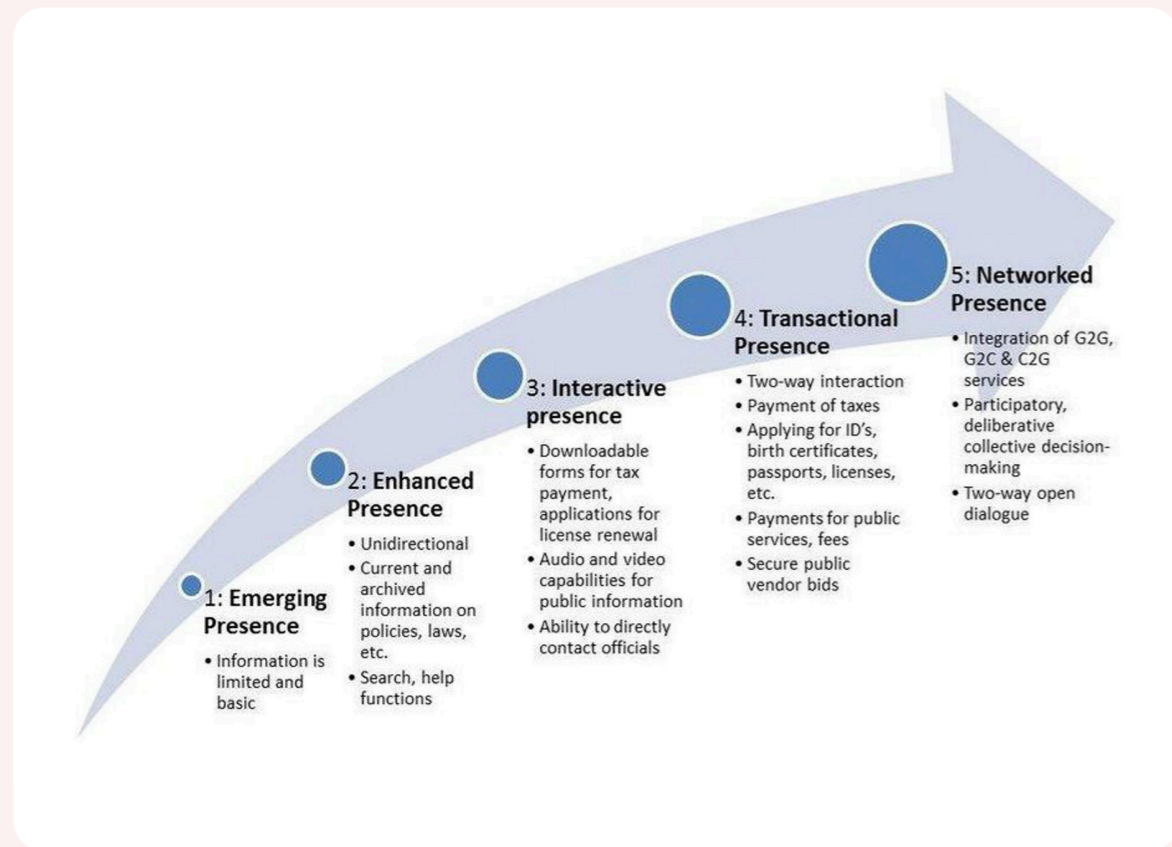 1: Emerging
Presence
• Information is
limited and
basic
2: Enhanced
Presence
• Unidirectional
• Current and
archived
information on
policies, laws,
etc.
• Search, help
functions
3: Interactive
presence
• Downloadable
forms for tax
payment,
applications for
license renewal
• Audio and video
capabilities for
public information
• Ability to directly
contact officials
4: Transactional
Presence
• Two-way interaction
• Payment of taxes
• Applying for ID’s,
birth certificates,
passports, licenses,
etc.
• Payments for public
services, fees
• Secure public
vendor bids
5: Networked
Presence
• Integration of G2G,
G2C & C2G
services
• Participatory,
deliberative
collective decision-
making
• Two-way open
dialogue